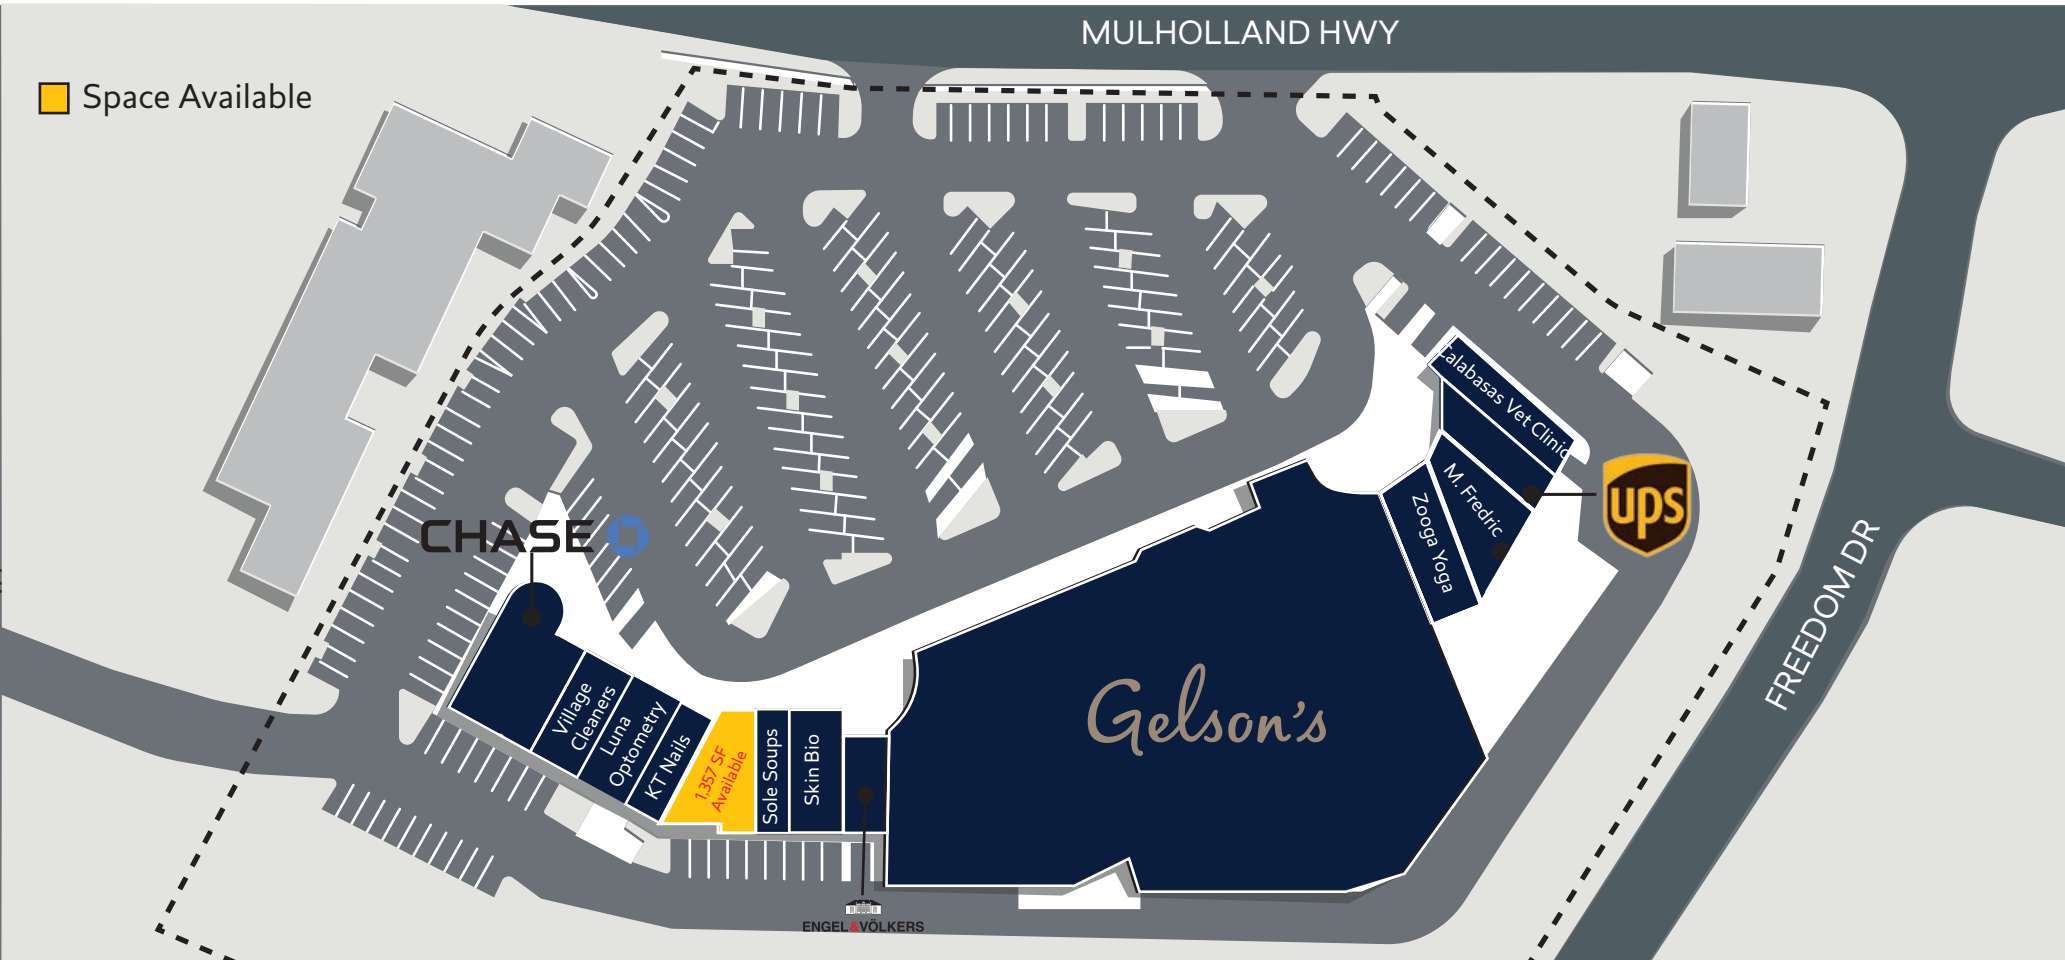 MULHOLLAND HWY
Space Available
Calabasas Vet Clinic
M. Fredric
Zooga Yoga
ups
CHASE
FREEDOM DR
Village
Cleaners
Luna
Optometry
KT Nails
1,357 SF
Available
Sole Soups
Skin Bio
Gelson's
ENGEL&VÖLKERS